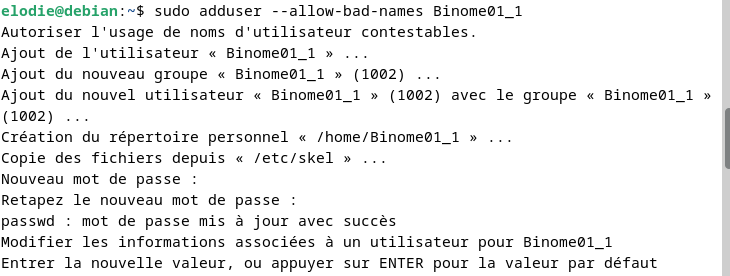 elodie@debian:~$ sudo adduser --allow-bad-names Binome01_1
Autoriser l'usage de noms d'utilisateur contestables.
Ajout de l'utilisateur « Binome01_1 » ...
Ajout du nouveau groupe « Binome01_1 » (1002) ...
Ajout du nouvel utilisateur « Binome01_1 » (1002) avec le groupe « Binome01_1 »
(1002) ...
Création du répertoire personnel « /home/Binome01_1 » ...
Copie des fichiers depuis « /etc/skel » ...
Nouveau mot de passe :
Retapez le nouveau mot de passe :
passwd : mot de passe mis à jour avec succès
Modifier les informations associées à un utilisateur pour Binome01_1
Entrer la nouvelle valeur, ou appuyer sur ENTER pour la valeur par défaut